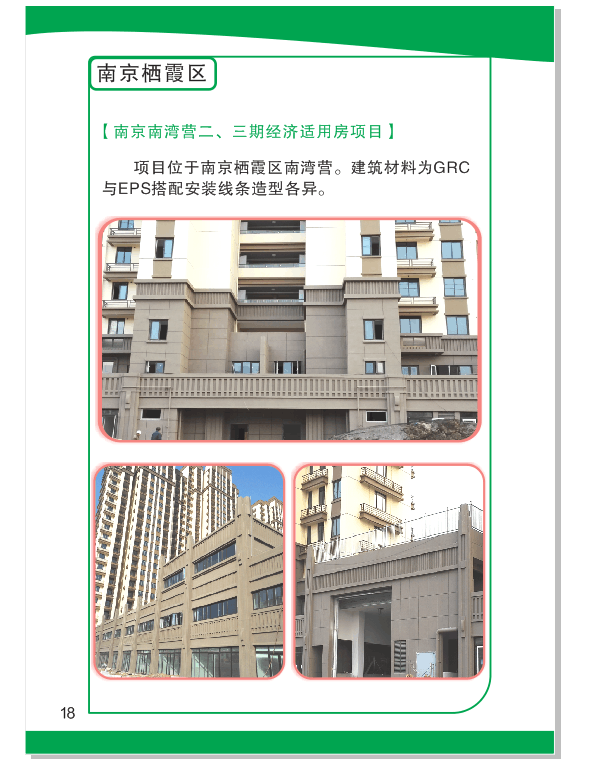 南京栖霞区
【南京南湾营二、三期经济适用房项目】
项目位于南京栖霞区南湾营。建筑材料为GRC
与EPS搭配安装线条造型各异。
18